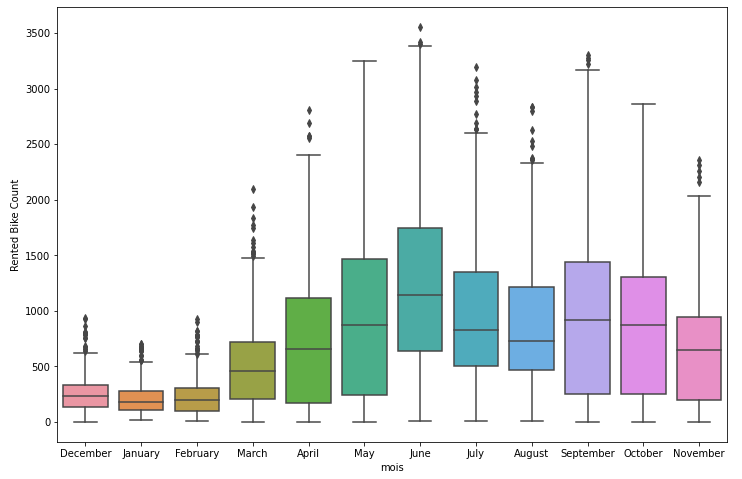 3500
3000
2500
2000
1500
1000
500
0
Rented Bike Count
December January February March April May June July August September October November
mois